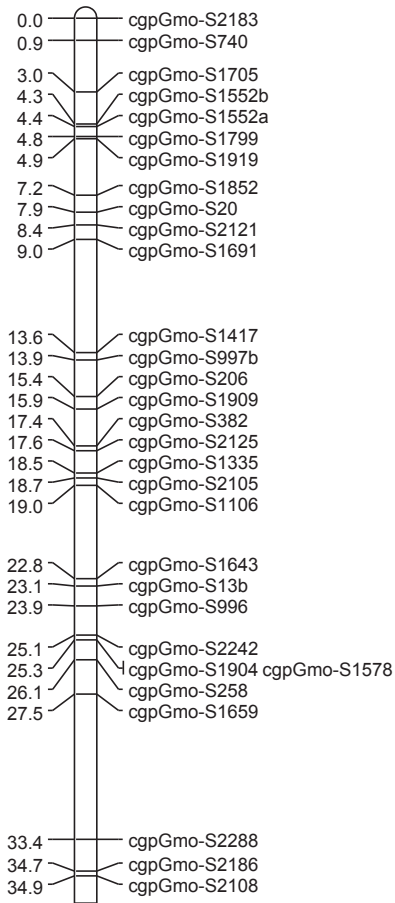 0.0 cgpGmo-S2183
0.9 cgpGmo-S740
3.0 cgpGmo-S1705
4.3 cgpGmo-S1552b
4.4 cgpGmo-S1552a
4.8 cgpGmo-S1799
4.9 cgpGmo-S1919
7.2 cgpGmo-S1852
7.9 cgpGmo-S20
8.4 cgpGmo-S2121
9.0 cgpGmo-S1691
13.6 cgpGmo-S1417
13.9 cgpGmo-S997b
15.4 cgpGmo-S206
15.9 cgpGmo-S1909
17.4 cgpGmo-S382
17.6 cgpGmo-S2125
18.5 cgpGmo-S1335
18.7 cgpGmo-S2105
19.0 cgpGmo-S1106
22.8 cgpGmo-S1643
23.1 cgpGmo-S13b
23.9 cgpGmo-S996
25.1 cgpGmo-S2242
25.3 cgpGmo-S1904 cgpGmo-S1578
26.1 cgpGmo-S258
27.5 cgpGmo-S1659
33.4 cgpGmo-S2288
34.7 cgpGmo-S2186
34.9 cgpGmo-S2108